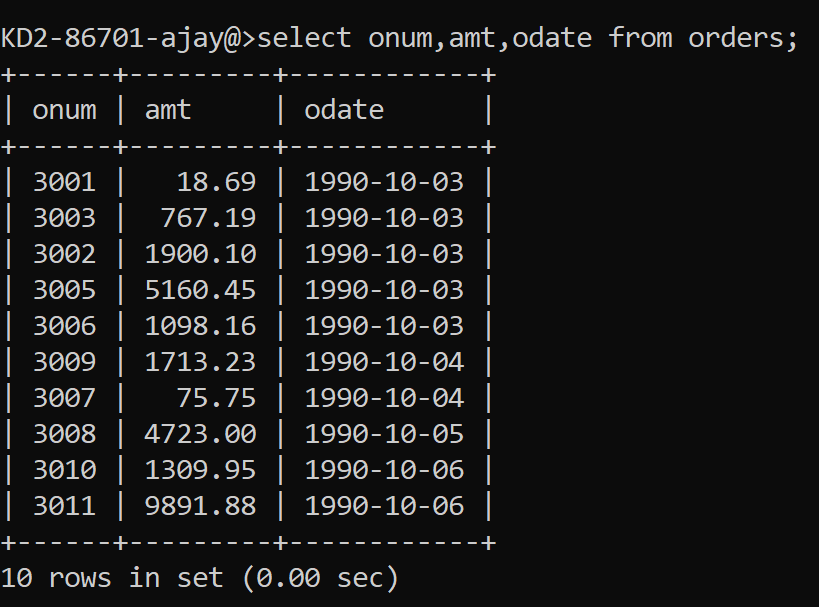 KD2-86701-ajay@>select onum,amt,odate from orders;
+------+---------+------------+
| onum | amt     | odate      |
+------+---------+------------+
| 3001 |   18.69 | 1990-10-03 |
| 3003 |  767.19 | 1990-10-03 |
| 3002 | 1900.10 | 1990-10-03 |
| 3005 | 5160.45 | 1990-10-03 |
| 3006 | 1098.16 | 1990-10-03 |
| 3009 | 1713.23 | 1990-10-04 |
| 3007 |   75.75 | 1990-10-04 |
| 3008 | 4723.00 | 1990-10-05 |
| 3010 | 1309.95 | 1990-10-06 |
| 3011 | 9891.88 | 1990-10-06 |
+------+---------+------------+
10 rows in set (0.00 sec)